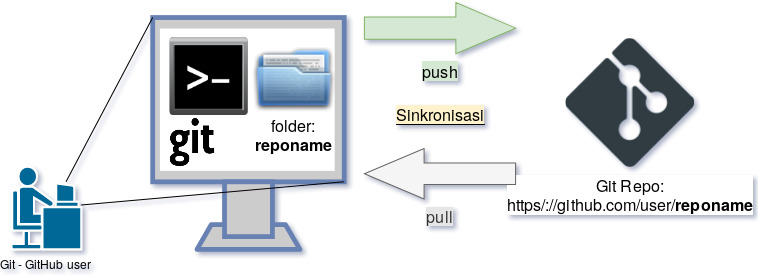 >-
git
folder:
reponame
push
Sinkronisasi
pull
Git Repo:
https/://github.com/user/reponame
Git - GitHub user